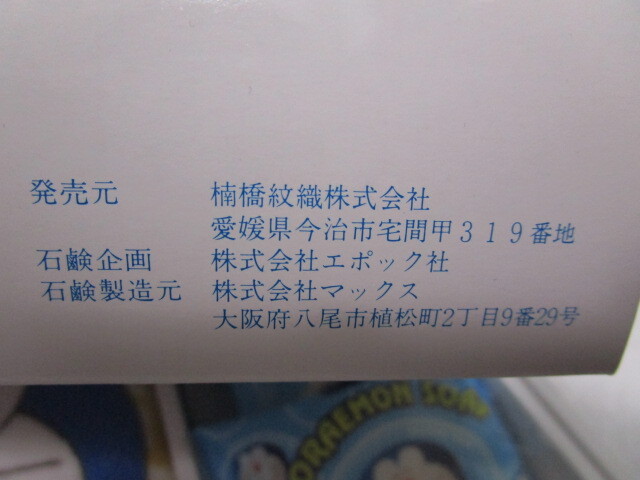 発売元 楠橋紋織株式会社
愛媛県今治市宅間甲319番地
石鹸企画 株式会社エポック社
石鹸製造元 株式会社マックス
大阪府八尾市植松町2丁目9番29号
DORAEMON SOAP